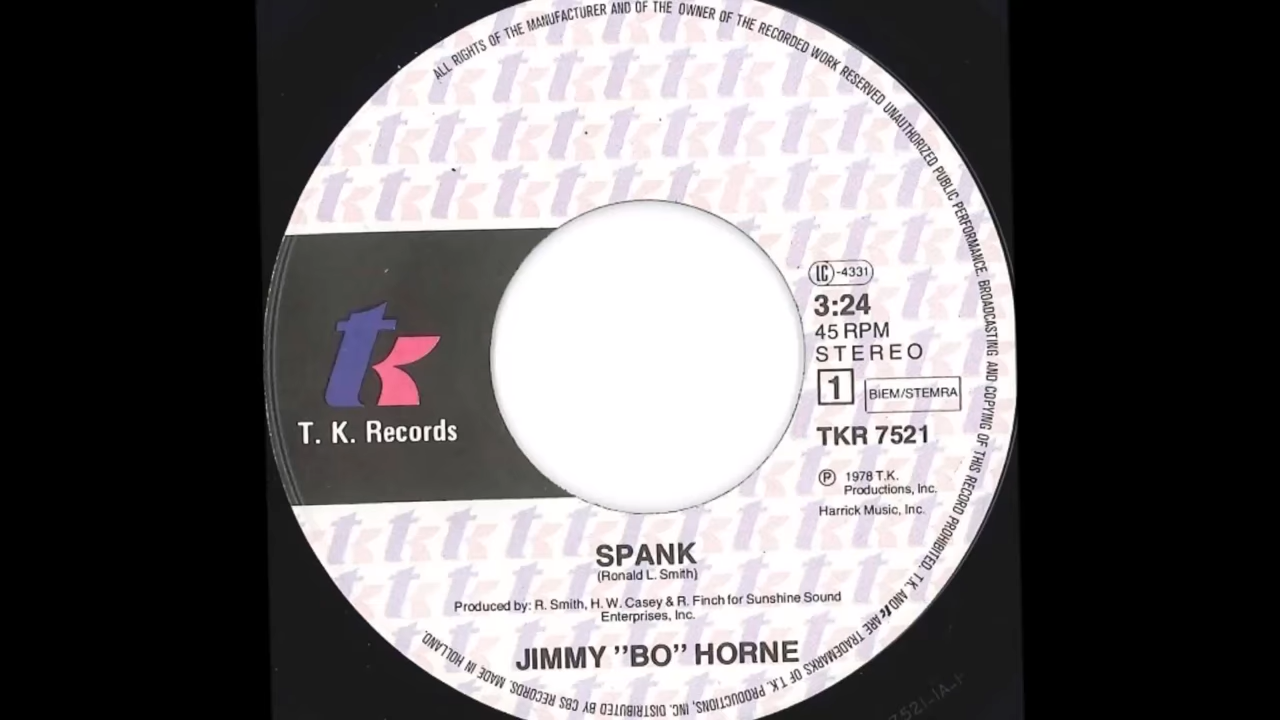 ALL RIGHTS OF THE MANUFACTURER AND OF THE OWNER OF THE RECORDED WORK RESERVED UNAUTHORIZED PUBLIC PERFORMANCE, BROADCASTING AND COPYING OF THIS RECORD PROHIBITED. T.K. AND tk ARE TRADEMARKS OF T.K. PRODUCTIONS, INC. DISTRIBUTED BY CBS RECORDS. MADE IN HOLLAND.
tk
T. K. Records
LC-4331
3:24
45 RPM
STEREO
1 BIEM/STEMRA
TKR 7521
Ⓟ 1978 T.K.
Productions, Inc.
Harrick Music, Inc.
SPANK
(Ronald L. Smith)
Produced by: R. Smith, H. W. Casey & R. Finch for Sunshine Sound
Enterprises, Inc.
JIMMY "BO" HORNE